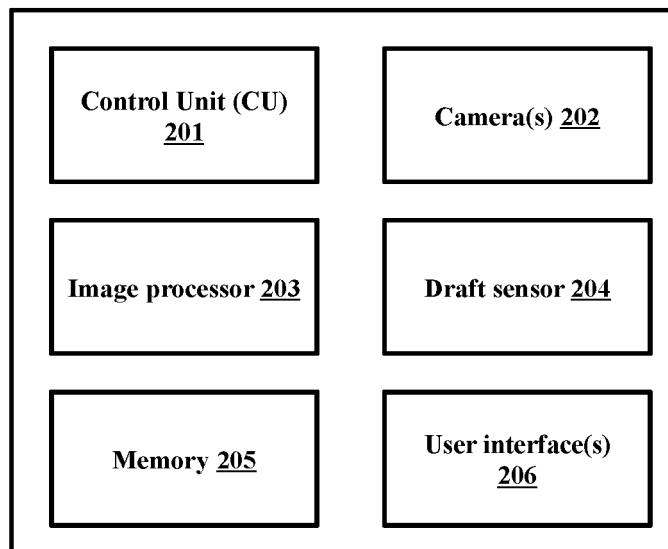 Control Unit (CU)
201
Camera(s) 202
Image processor 203
Draft sensor 204
Memory 205
User interface(s)
206